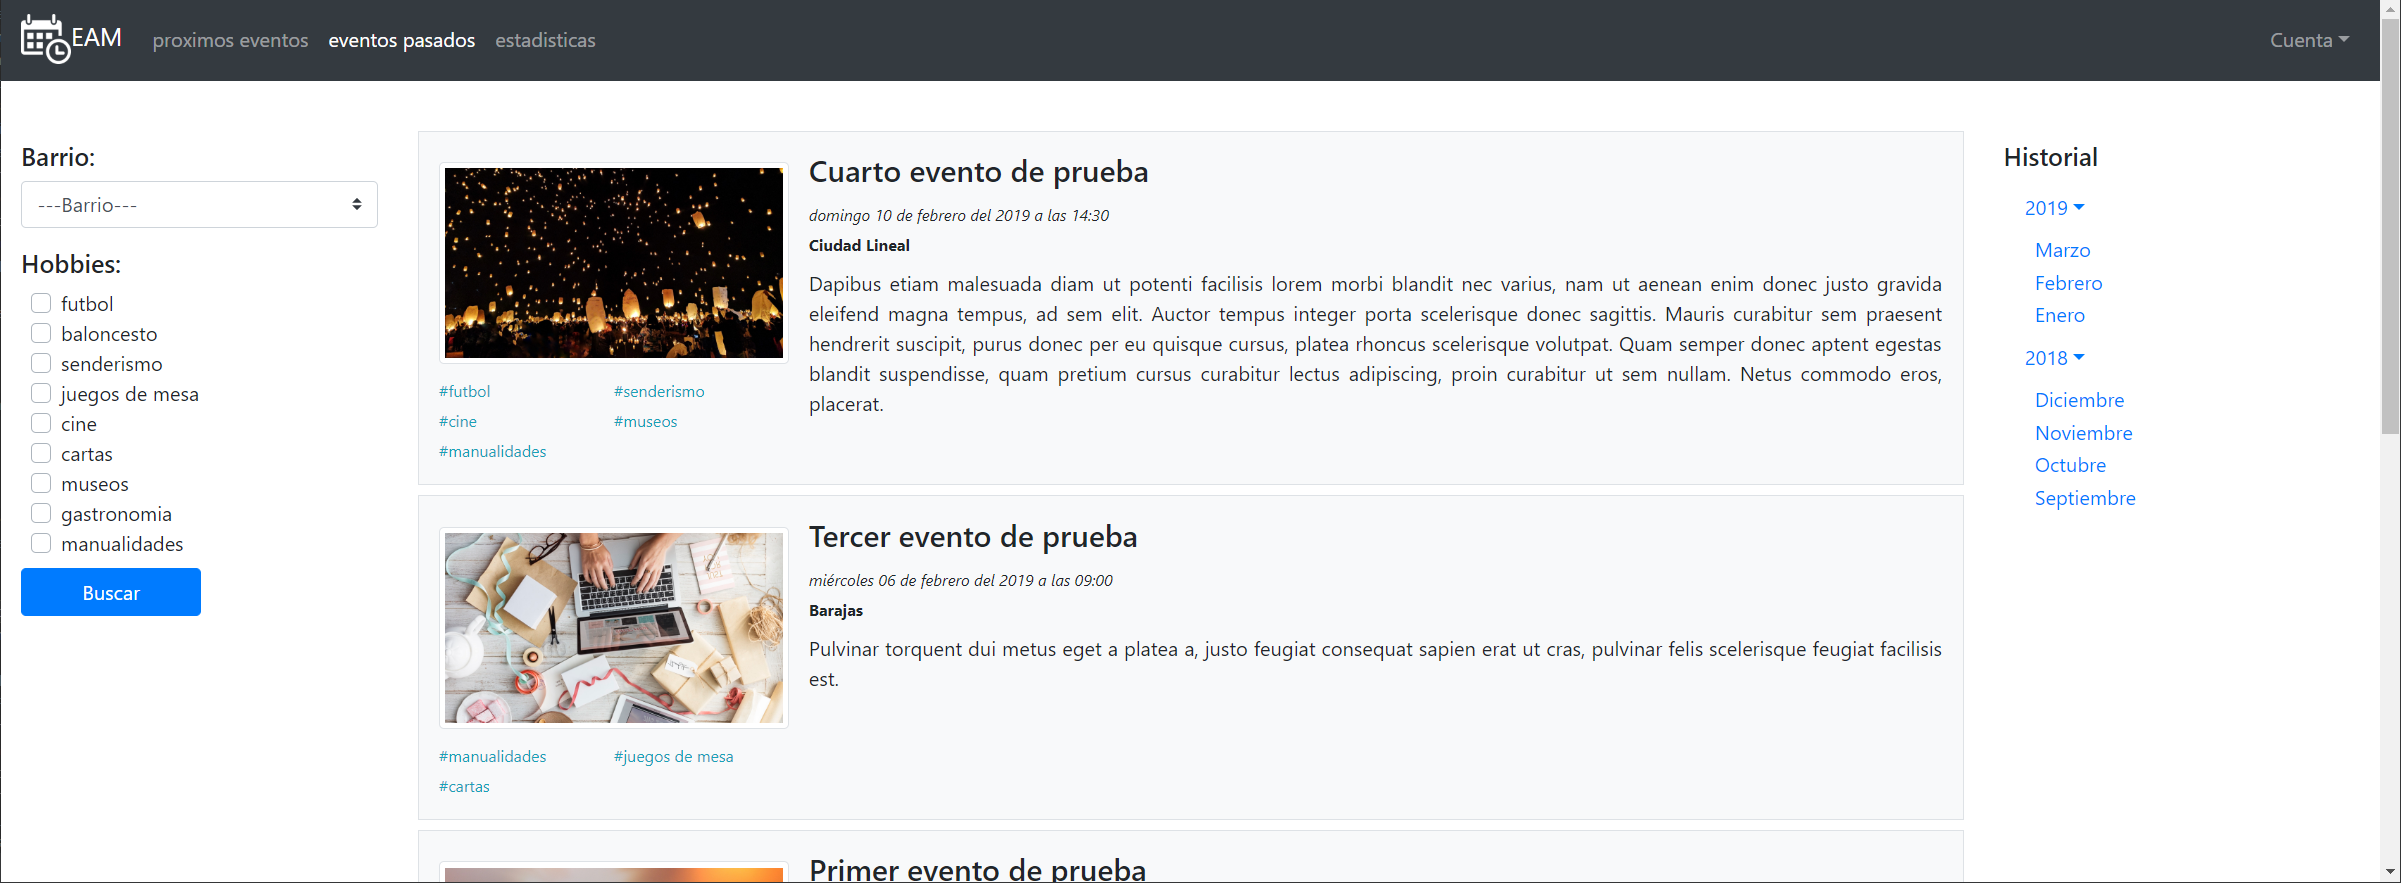 EAM
proximos eventos
eventos pasados
estadisticas
Cuenta
Barrio:
---Barrio---
Hobbies:
futbol
baloncesto
senderismo
juegos de mesa
cine
cartas
museos
gastronomia
manualidades
Buscar
Cuarto evento de prueba
domingo 10 de febrero del 2019 a las 14:30
Ciudad Lineal
Dapibus etiam malesuada diam ut potenti facilisis lorem morbi blandit nec varius, nam ut aenean enim donec justo gravida
eleifend magna tempus, ad sem elit. Auctor tempus integer porta scelerisque donec sagittis. Mauris curabitur sem praesent
hendrerit suscipit, purus donec per eu quisque cursus, platea rhoncus scelerisque volutpat. Quam semper donec aptent egestas
blandit suspendisse, quam pretium cursus curabitur lectus adipiscing, proin curabitur ut sem nullam. Netus commodo eros,
placerat.
#futbol
#senderismo
#cine
#museos
#manualidades
Tercer evento de prueba
miércoles 06 de febrero del 2019 a las 09:00
Barajas
Pulvinar torquent dui metus eget a platea a, justo feugiat consequat sapien erat ut cras, pulvinar felis scelerisque feugiat facilisis
est.
#manualidades
#juegos de mesa
#cartas
Primer evento de prueba
Historial
2019
Marzo
Febrero
Enero
2018
Diciembre
Noviembre
Octubre
Septiembre